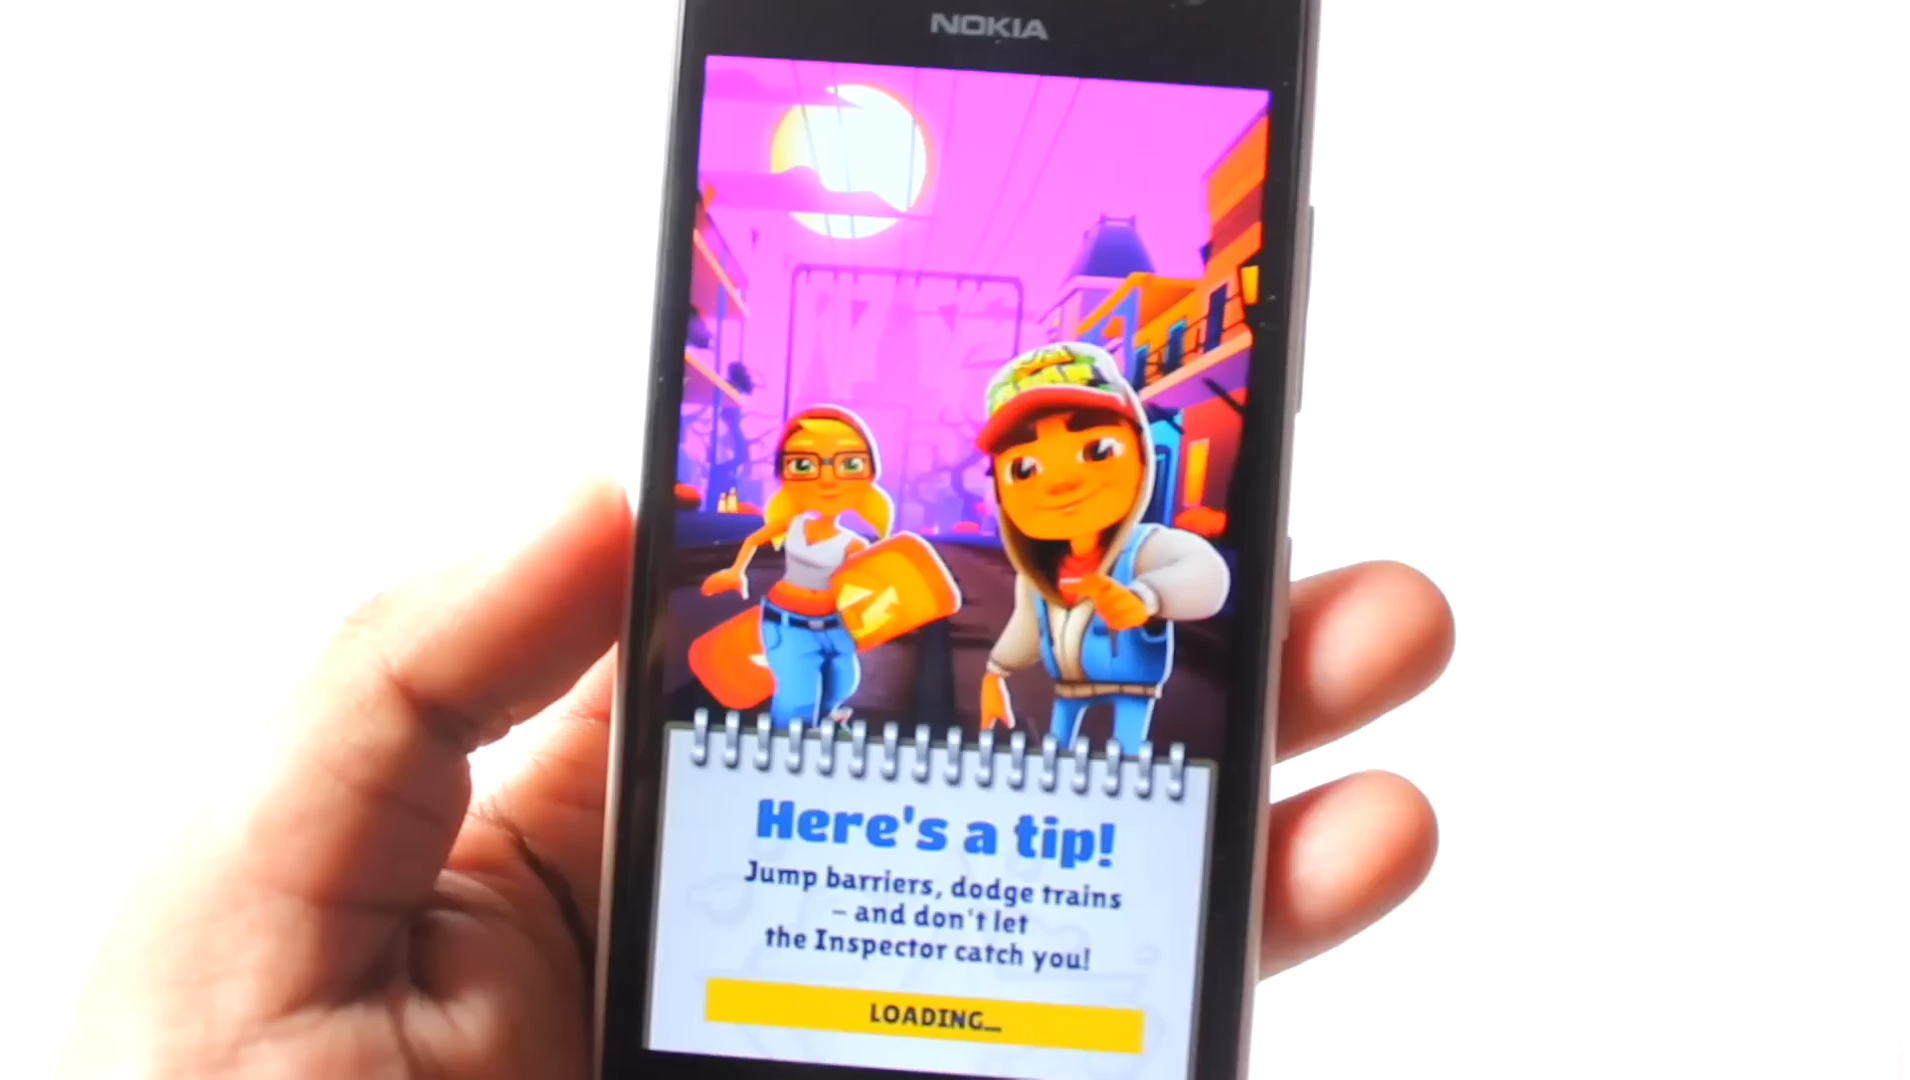 NOKIA
Here's a tip!
Jump barriers, dodge trains
– and don't let
the Inspector catch you!
LOADING...